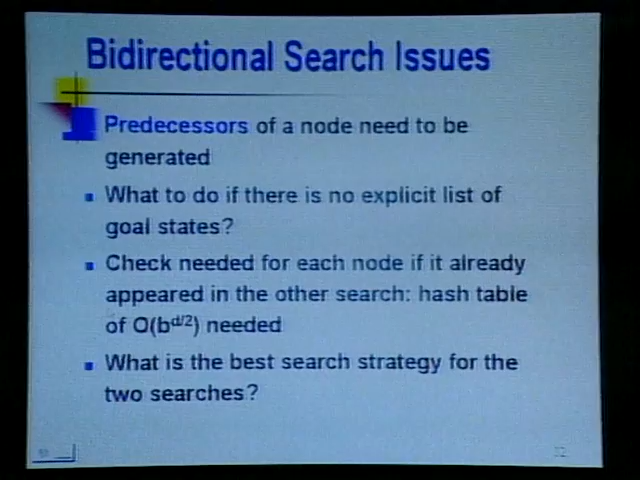 Bidirectional Search Issues
Predecessors of a node need to be
generated
What to do if there is no explicit list of
goal states?
Check needed for each node if it already
appeared in the other search: hash table
of O(b^d/2) needed
What is the best search strategy for the
two searches?